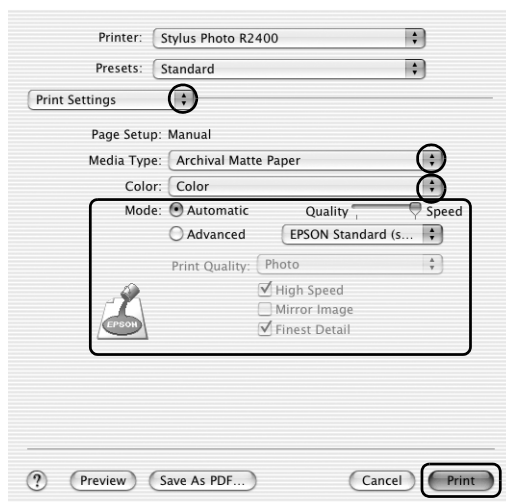 Printer: Stylus Photo R2400
Presets: Standard
Print Settings
Page Setup: Manual
Media Type: Archival Matte Paper
Color: Color
Mode: Automatic Quality Speed
Advanced EPSON Standard (s...
Print Quality: Photo
High Speed
Mirror Image
EPSON
Finest Detail
? Preview Save As PDF... Cancel Print